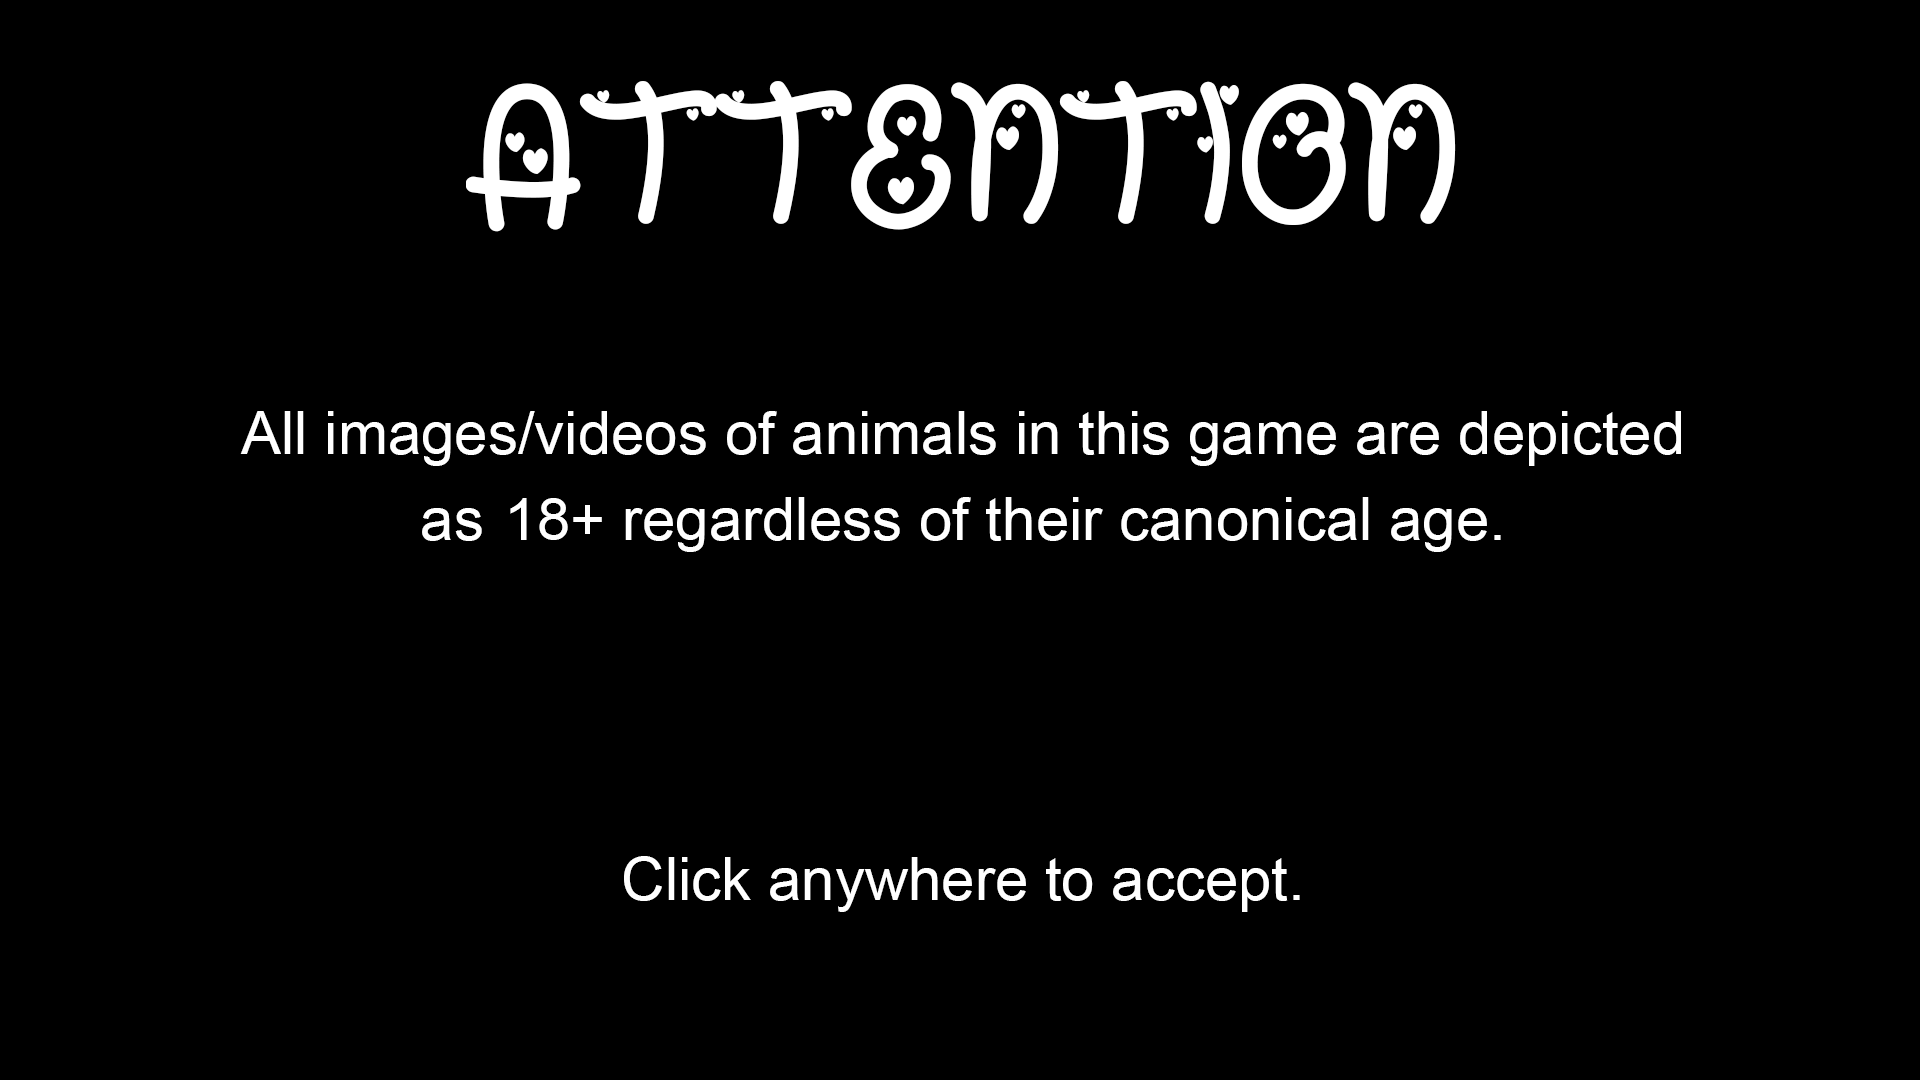 ATTENTION
All images/videos of animals in this game are depicted
as 18+ regardless of their canonical age.
Click anywhere to accept.